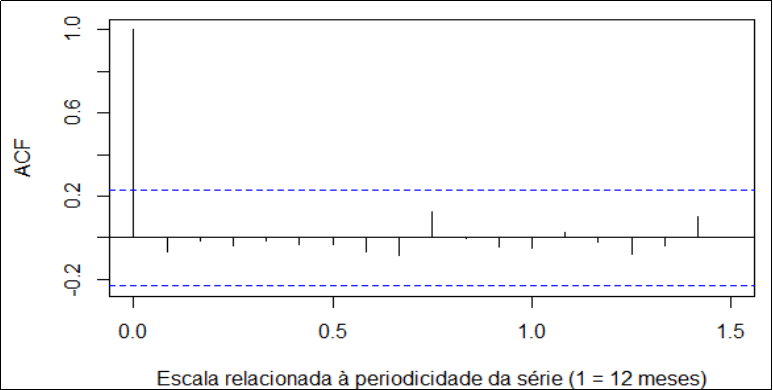 1.0
0.6
0.2
-0.2
ACF
0.0 0.5 1.0 1.5
Escala relacionada à periodicidade da série (1 = 12 meses)